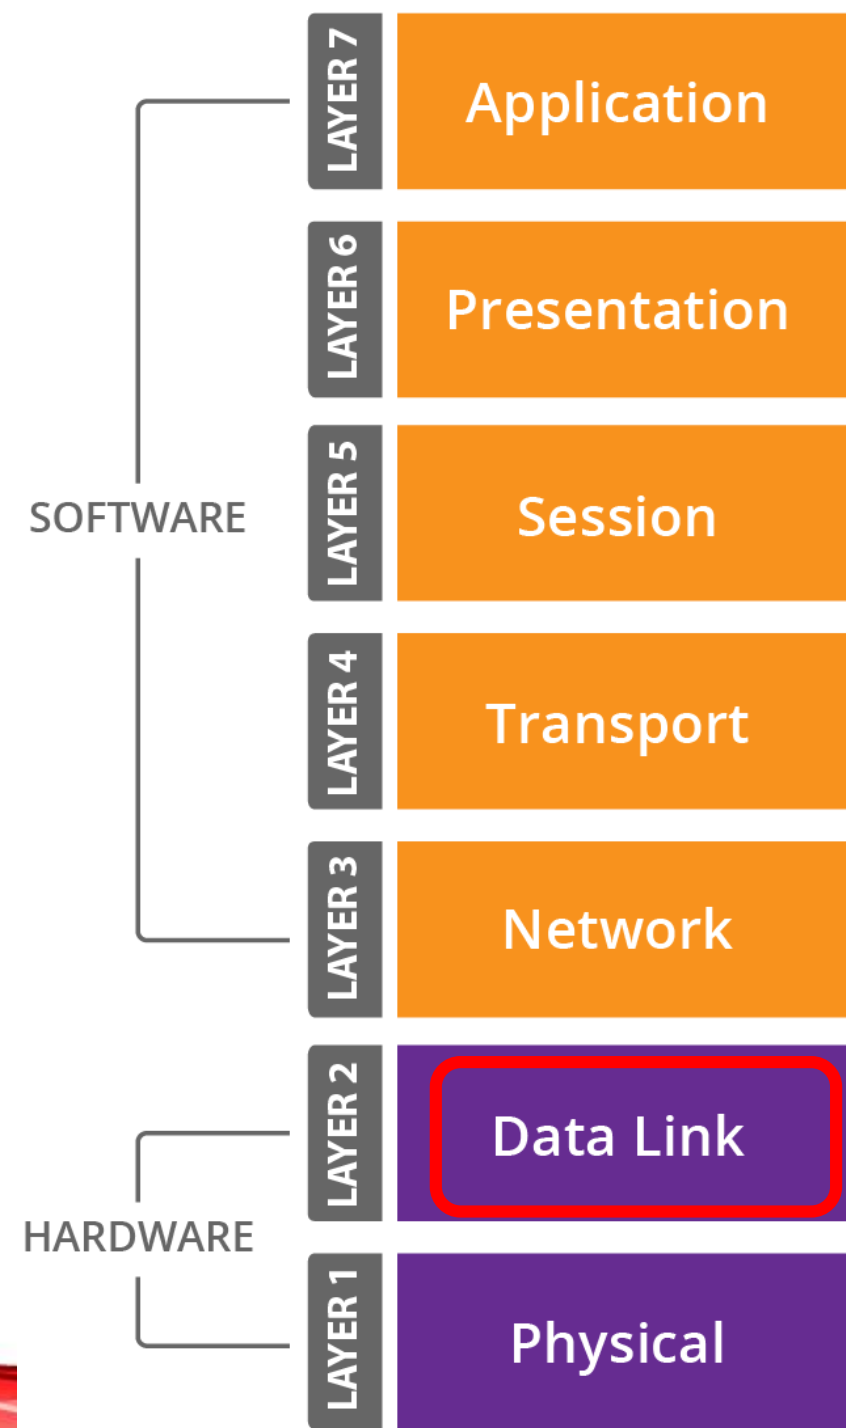 LAYER 7
Application
LAYER 6
Presentation
LAYER 5
Session
SOFTWARE
LAYER 4
Transport
LAYER 3
Network
LAYER 2
Data Link
HARDWARE
LAYER 1
Physical